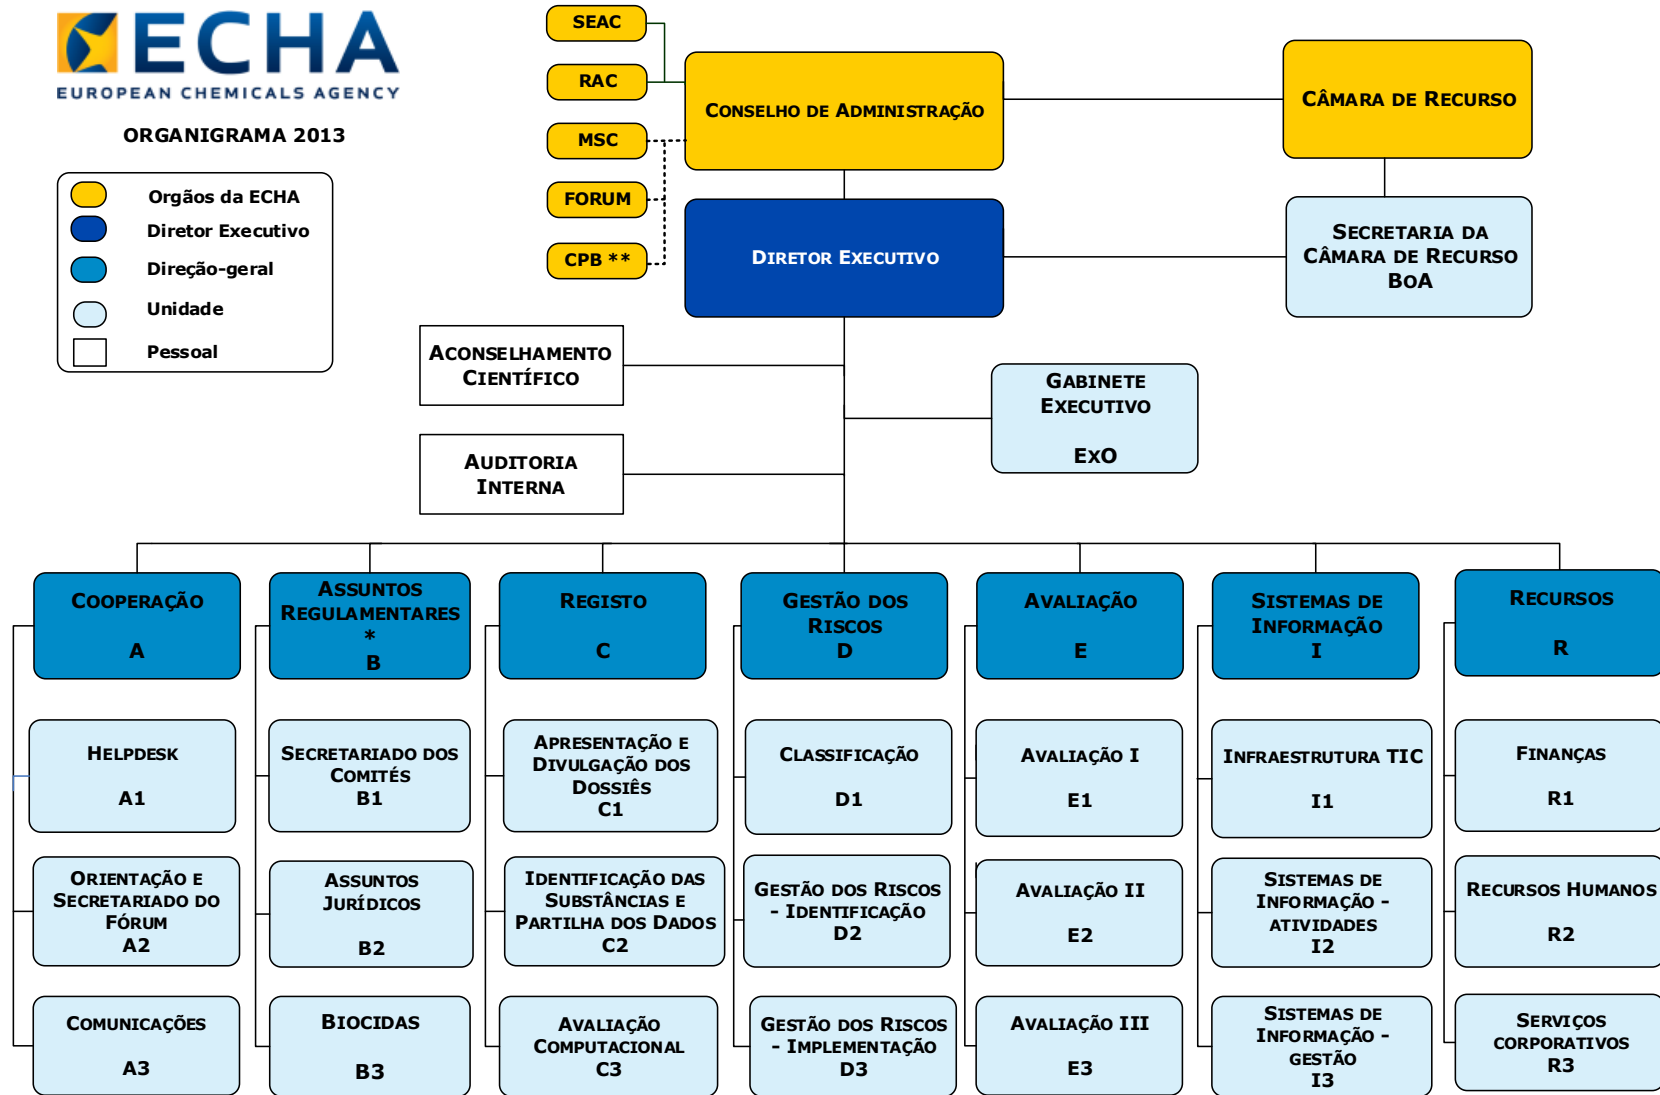 ECHA
EUROPEAN CHEMICALS AGENCY
ORGANIGRAMA 2013
Orgãos da ECHA
Diretor Executivo
Direção-geral
Unidade
Pessoal
SEAC
RAC
MSC
FORUM
CPB **
CONSELHO DE ADMINISTRAÇÃO
CÂMARA DE RECURSO
DIRETOR EXECUTIVO
SECRETARIA DA
CÂMARA DE RECURSO
BOA
ACONSELHAMENTO
CIENTÍFICO
GABINETE
EXECUTIVO
EXO
AUDITORIA
INTERNA
COOPERAÇÃO
A
ASSUNTOS
REGULAMENTARES
*
B
REGISTO
C
GESTÃO DOS
RISCOS
D
AVALIAÇÃO
E
SISTEMAS DE
INFORMAÇÃO
I
RECURSOS
R
HELPDESK
A1
SECRETARIADO DOS
COMITÉS
B1
APRESENTAÇÃO E
DIVULGAÇÃO DOS
DOSSIÊS
C1
CLASSIFICAÇÃO
D1
AVALIAÇÃO I
E1
INFRAESTRUTURA TIC
I1
FINANÇAS
R1
ORIENTAÇÃO E
SECRETARIADO DO
FÓRUM
A2
ASSUNTOS
JURÍDICOS
B2
IDENTIFICAÇÃO DAS
SUBSTÂNCIAS E
PARTILHA DOS DADOS
C2
GESTÃO DOS RISCOS
- IDENTIFICAÇÃO
D2
AVALIAÇÃO II
E2
SISTEMAS DE
INFORMAÇÃO -
ATIVIDADES
I2
RECURSOS HUMANOS
R2
COMUNICAÇÕES
A3
BIOCIDAS
B3
AVALIAÇÃO
COMPUTACIONAL
C3
GESTÃO DOS RISCOS
- IMPLEMENTAÇÃO
D3
AVALIAÇÃO III
E3
SISTEMAS DE
INFORMAÇÃO -
GESTÃO
I3
SERVIÇOS
CORPORATIVOS
R3